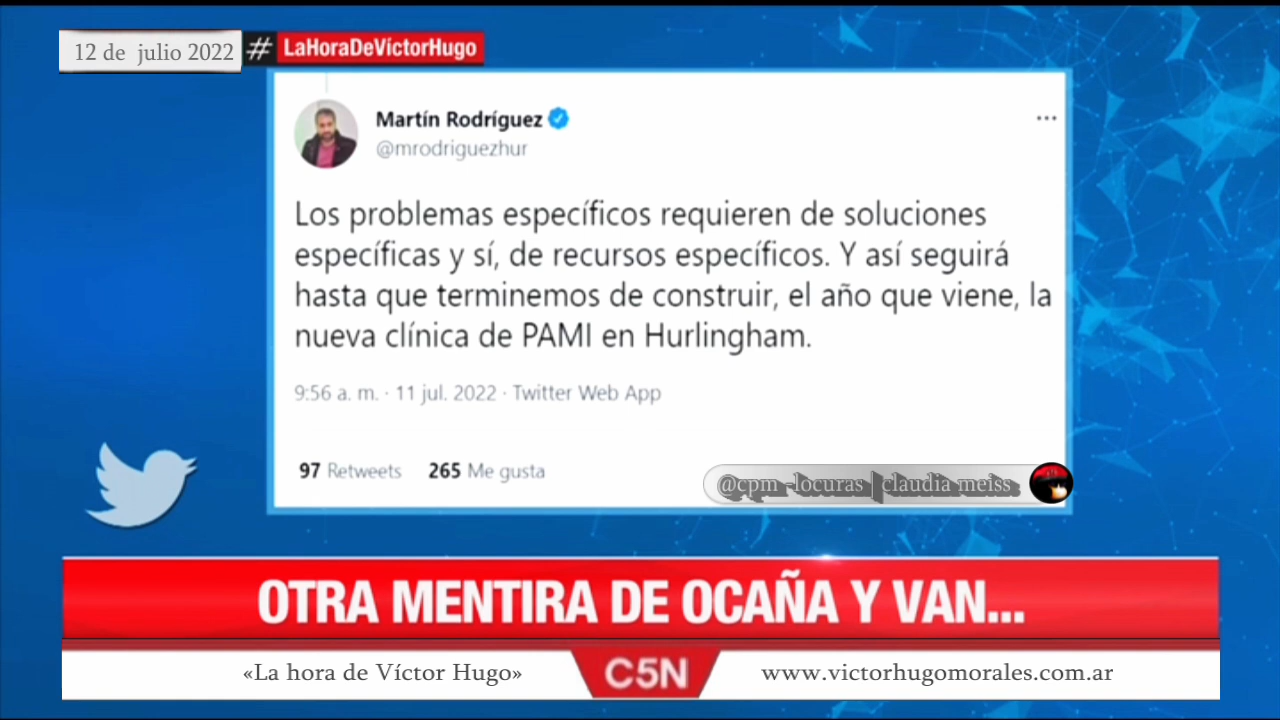 12 de julio 2022
# LaHoraDeVíctorHugo
Martín Rodríguez
@mrodriguezhur
Los problemas específicos requieren de soluciones
específicas y sí, de recursos específicos. Y así seguirá
hasta que terminemos de construir, el año que viene, la
nueva clínica de PAMI en Hurlingham.
9:56 a. m. · 11 jul. 2022 · Twitter Web App
97 Retweets 265 Me gusta
@cpm -locuras | claudia meiss
OTRA MENTIRA DE OCAÑA Y VAN...
«La hora de Víctor Hugo» C5N www.victorhugomorales.com.ar